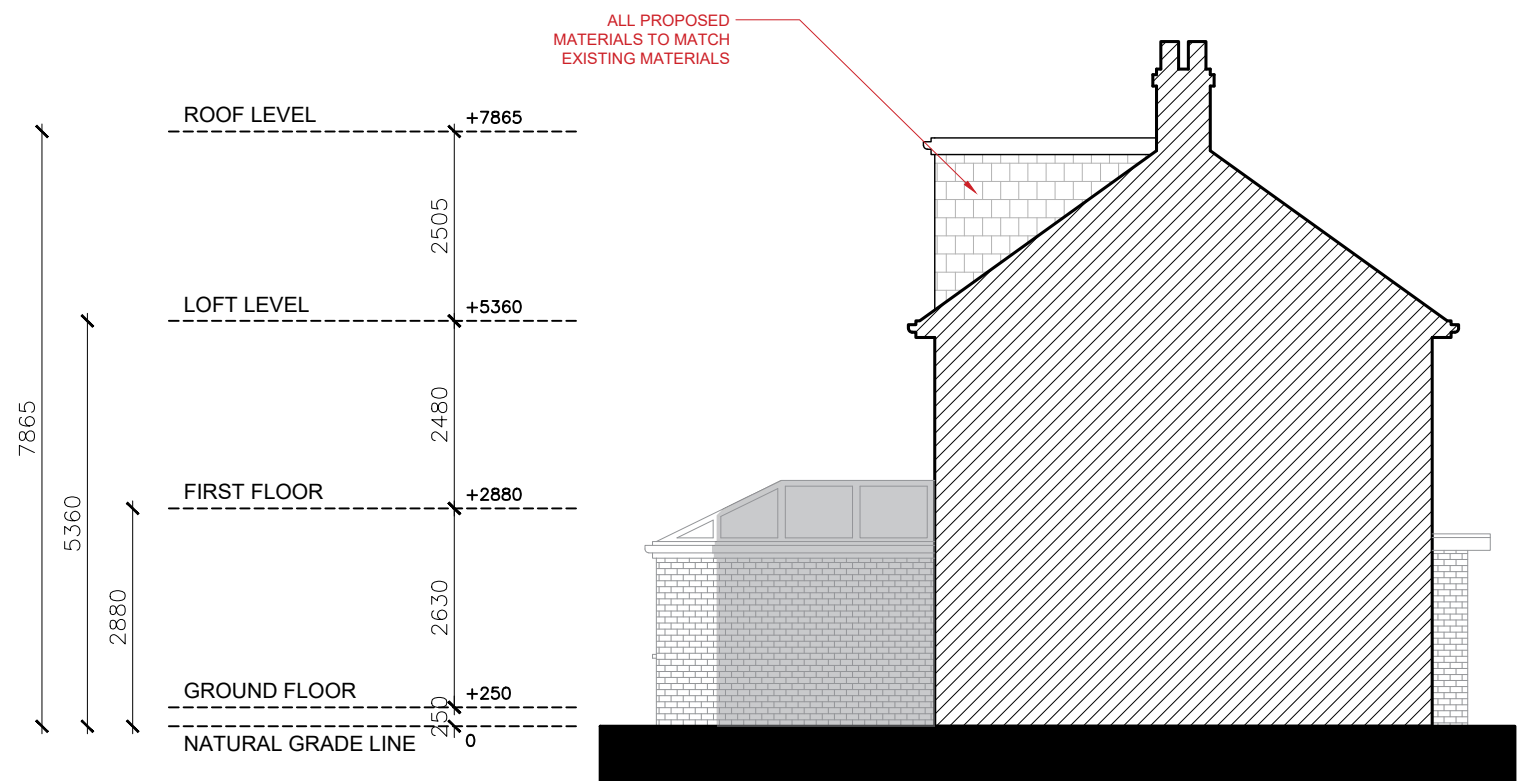 ALL PROPOSED
MATERIALS TO MATCH
EXISTING MATERIALS
ROOF LEVEL
+7865
2505
LOFT LEVEL
+5360
7865
2480
5360
FIRST FLOOR
+2880
2880
2630
GROUND FLOOR
+250
250
NATURAL GRADE LINE
0